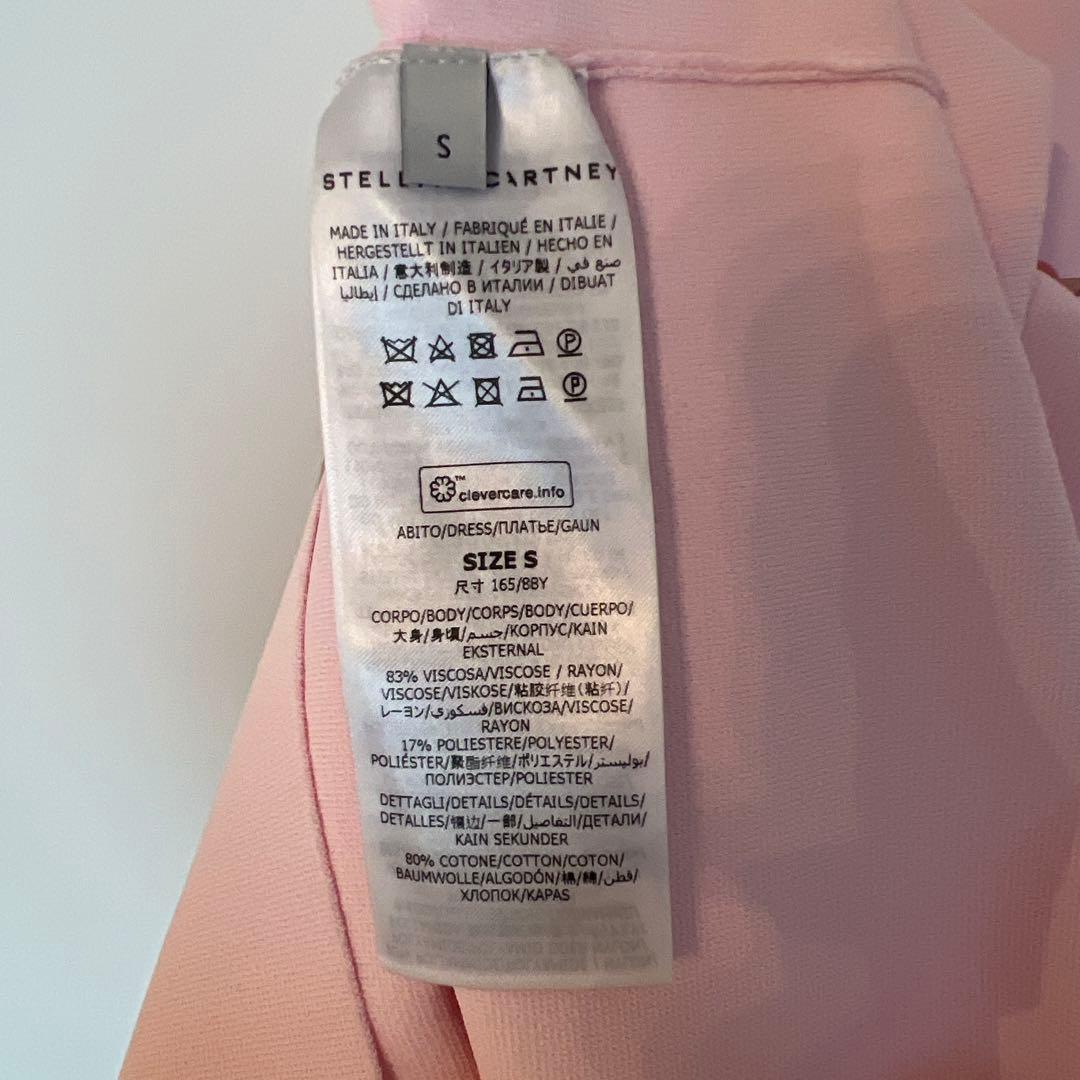 S
STELL CARTNEY
MADE IN ITALY / FABRIQUÉ EN ITALIE /
HERGESTELLT IN ITALIEN / HECHO EN
ITALIA / 意大利制造 / イタリア製 / صنع في
إيطاليا / СДЕЛАНО В ИТАЛИИ / DIBUAT
DI ITALY
P
P
clevercare.info
ABITO/DRESS/ПЛАТЬЕ/GAUN
SIZE S
尺寸 165/88Y
CORPO/BODY/CORPS/BODY/CUERPO/
大身/身頃/جسم/КОРПУС/KAIN
EKSTERNAL
83% VISCOSA/VISCOSE / RAYON/
VISCOSE/VISKOSE/粘胶纤维(粘纤)/
レーヨン/فسكوزي/ВИСКОЗА/VISCOSE/
RAYON
17% POLIESTERE/POLYESTER/
POLIÉSTER/聚酯纤维/ポリエステル/بوليستر/
ПОЛИЭСТЕР/POLIESTER
DETTAGLI/DETAILS/DÉTAILS/DETAILS/
DETALLES/镶边/一部/التفاصيل/ДЕТАЛИ/
KAIN SEKUNDER
80% COTONE/COTTON/COTON/
BAUMWOLLE/ALGODÓN/棉/綿/قطن/
ХЛОПОК/KAPAS